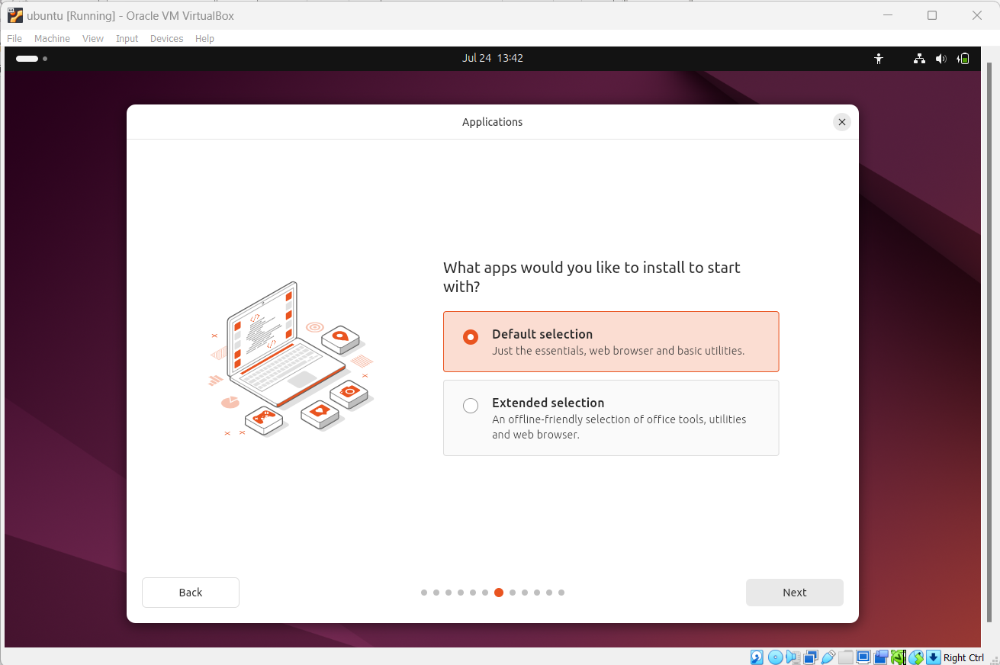 ubuntu [Running] - Oracle VM VirtualBox
File Machine View Input Devices Help
Jul 24 13:42
Applications
What apps would you like to install to start
with?
Default selection
Just the essentials, web browser and basic utilities.
Extended selection
An offline-friendly selection of office tools, utilities
and web browser.
Back
Next
Right Ctrl